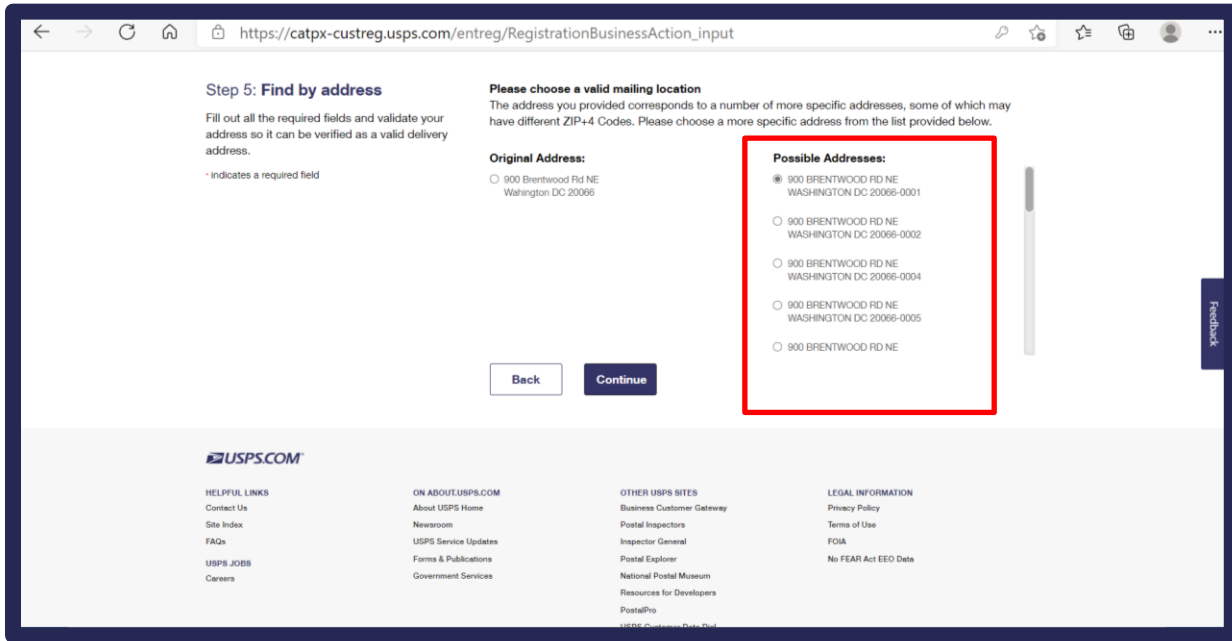 https://catpx-custreg.usps.com/entreg/RegistrationBusinessAction_input
Step 5: Find by address
Fill out all the required fields and validate your
address so it can be verified as a valid delivery
address.
* indicates a required field
Please choose a valid mailing location
The address you provided corresponds to a number of more specific addresses, some of which may
have different ZIP+4 Codes. Please choose a more specific address from the list provided below.
Original Address:
900 Brentwood Rd NE
Wahington DC 20066
Possible Addresses:
900 BRENTWOOD RD NE
WASHINGTON DC 20066-0001
900 BRENTWOOD RD NE
WASHINGTON DC 20066-0002
900 BRENTWOOD RD NE
WASHINGTON DC 20066-0004
900 BRENTWOOD RD NE
WASHINGTON DC 20066-0005
900 BRENTWOOD RD NE
Back
Continue
Feedback
USPS.COM
HELPFUL LINKS
Contact Us
Site Index
FAQs
USPS JOBS
Careers
ON ABOUT.USPS.COM
About USPS Home
Newsroom
USPS Service Updates
Forms & Publications
Government Services
OTHER USPS SITES
Business Customer Gateway
Postal Inspectors
Inspector General
Postal Explorer
National Postal Museum
Resources for Developers
PostalPro
LEGAL INFORMATION
Privacy Policy
Terms of Use
FOIA
No FEAR Act EEO Data